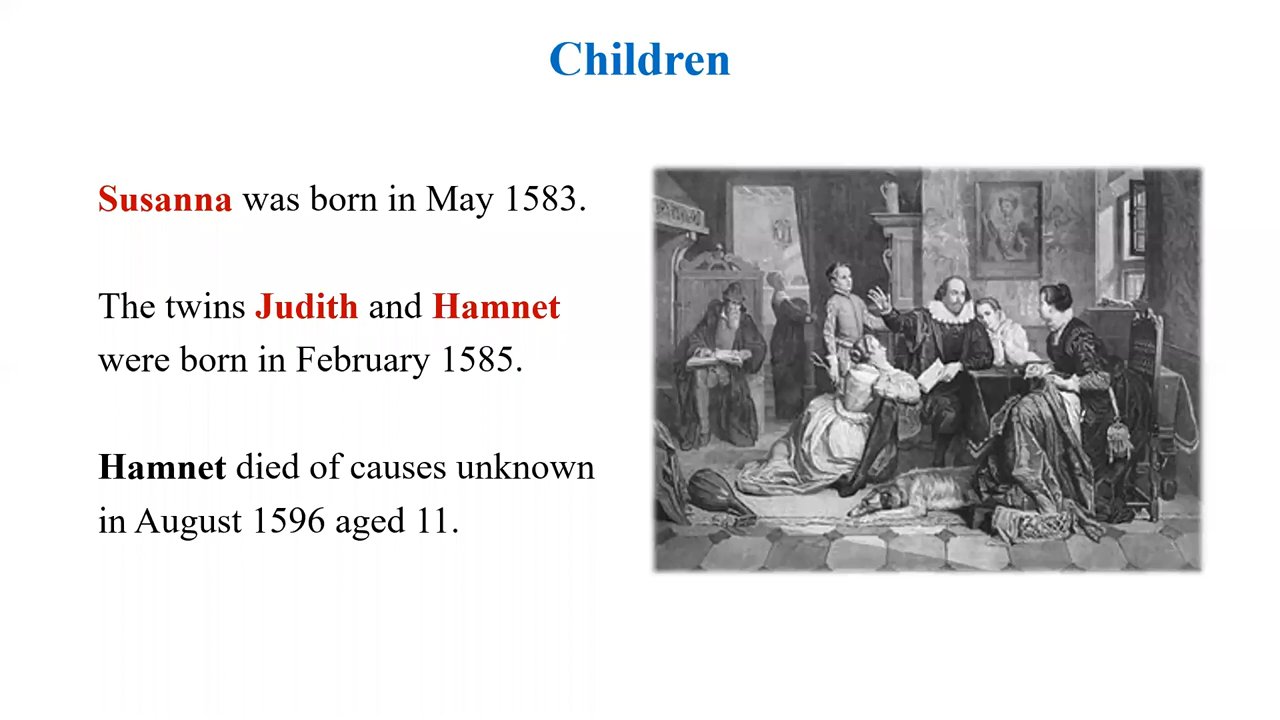 Children
Susanna was born in May 1583.
The twins Judith and Hamnet
were born in February 1585.
Hamnet died of causes unknown
in August 1596 aged 11.